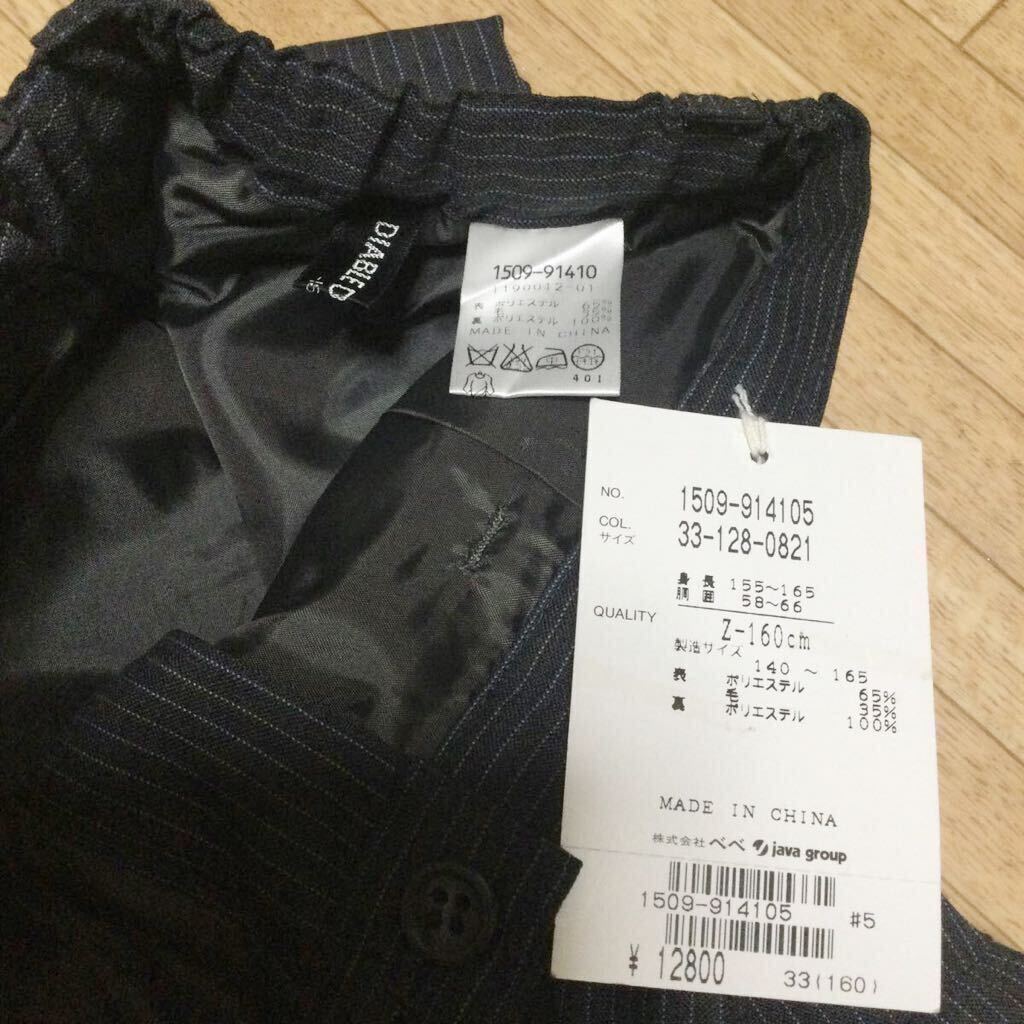 DIABLEO
1509-91410
1190012-01
表 ポリエステル 65%
毛
裏 ポリエステル 100%
MADE IN CHINA
401
NO. 1509-914105
COL. サイズ 33-128-0821
身長 155~165
胴囲 58~66
QUALITY Z-160cm
製造サイズ 140 ~ 165
表 ポリエステル 65%
毛 35%
裏 ポリエステル 100%
MADE IN CHINA
株式会社 べべ java group
1509-914105 #5
¥ 12800 33(160)